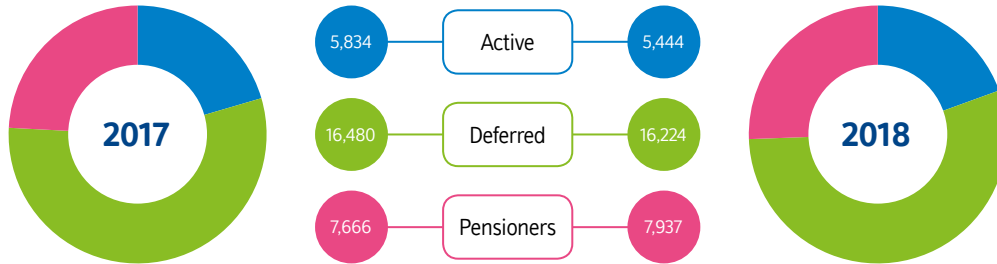 2017
5,834 Active 5,444
16,480 Deferred 16,224
7,666 Pensioners 7,937
2018